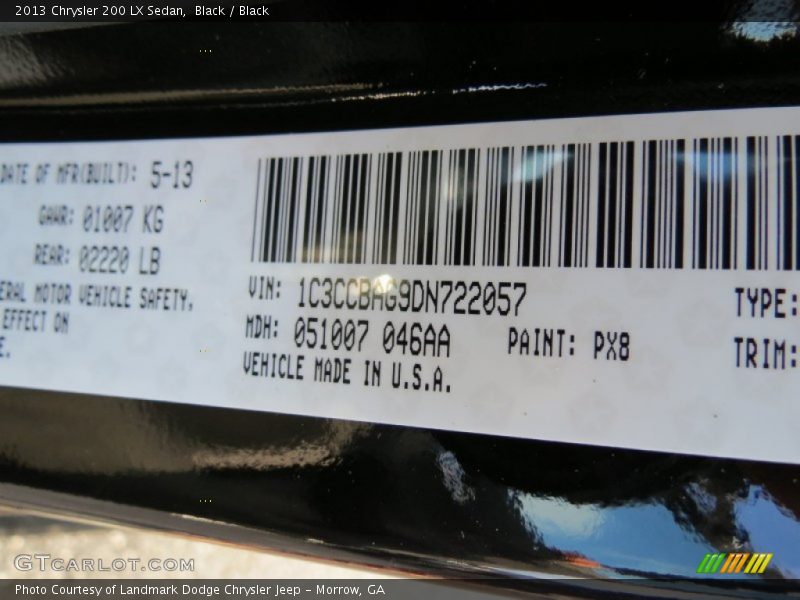 2013 Chrysler 200 LX Sedan, Black / Black
DATE OF MFR(BUILT): 5-13
GAWR: 01007 KG
REAR: 02220 LB
ERAL MOTOR VEHICLE SAFETY,
EFFECT ON
E.
VIN: 1C3CCBAG9DN722057
MDH: 051007 046AA
PAINT: PX8
VEHICLE MADE IN U.S.A.
TYPE:
TRIM:
GTCARLOT.COM
Photo Courtesy of Landmark Dodge Chrysler Jeep – Morrow, GA